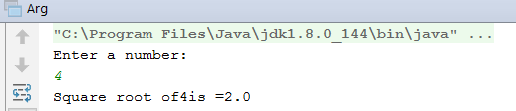 Arg
"C:\Program Files\Java\jdk1.8.0_144\bin\java" ...
Enter a number:
4
Square root of4is =2.0